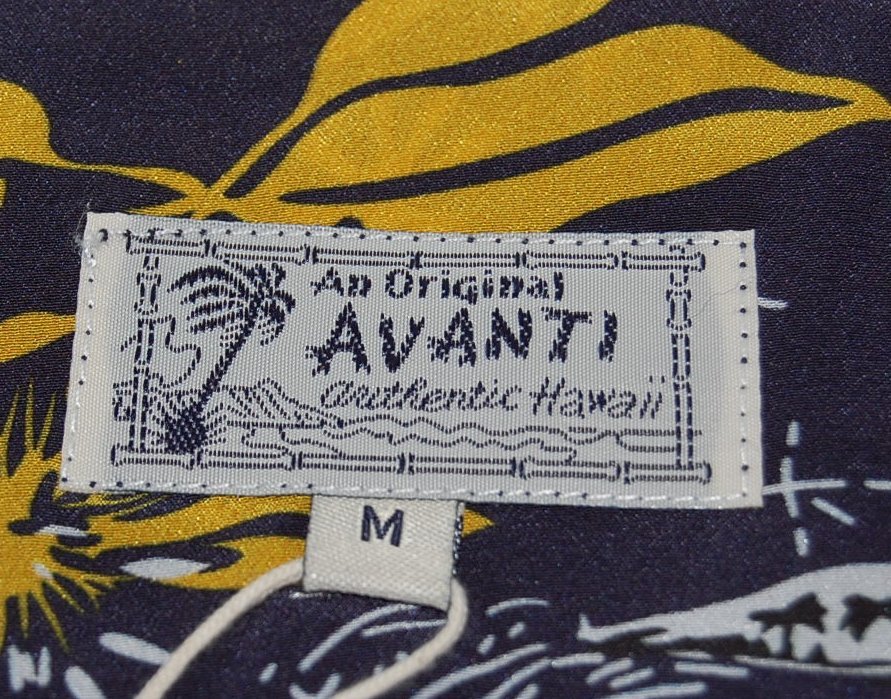 An Original
AVANTI
authentic Hawaii
M